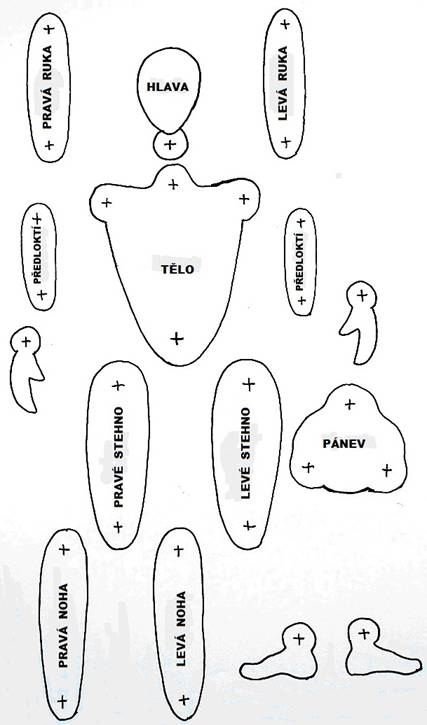 PRAVÁ RUKA
HLAVA
LEVÁ RUKA
PŘEDLOKTÍ
TĚLO
PŘEDLOKTÍ
PRAVÉ STEHNO
LEVÉ STEHNO
PÁNEV
PRAVÁ NOHA
LEVÁ NOHA